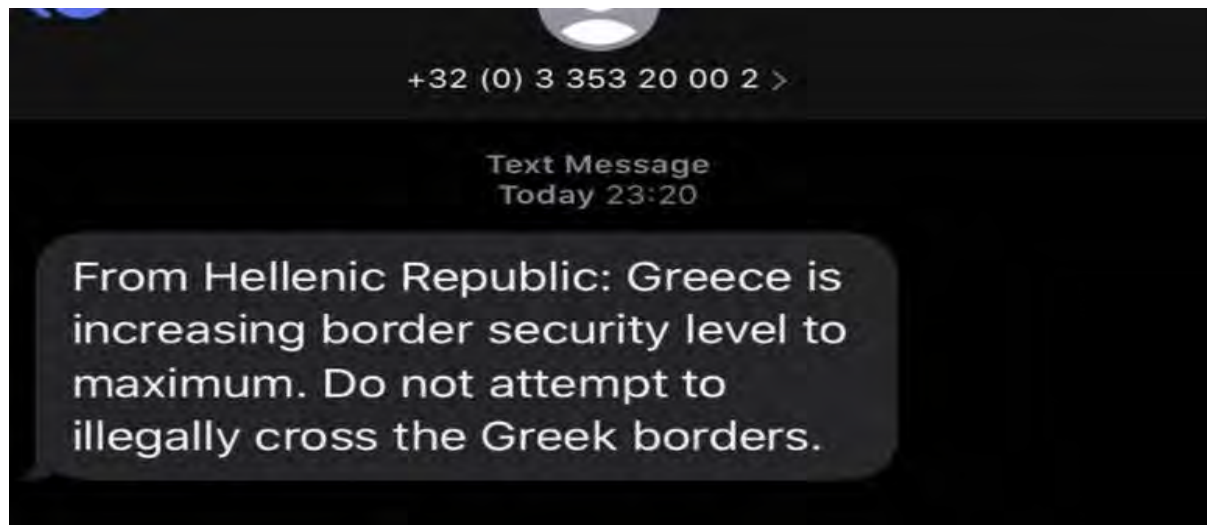 +32 (0) 3 353 20 00 2 >
Text Message
Today 23:20
From Hellenic Republic: Greece is
increasing border security level to
maximum. Do not attempt to
illegally cross the Greek borders.